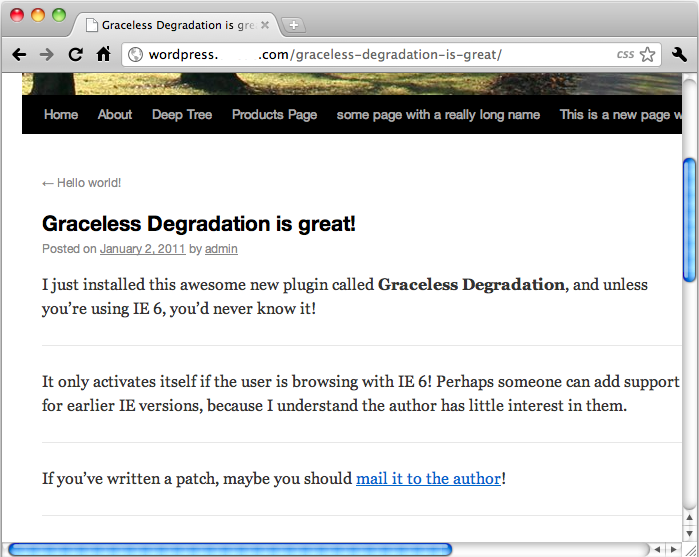 Graceless Degradation is gre
wordpress. .com/graceless-degradation-is-great/
css
Home About Deep Tree Products Page some page with a really long name This is a new page w
← Hello world!
Graceless Degradation is great!
Posted on January 2, 2011 by admin
I just installed this awesome new plugin called Graceless Degradation, and unless
you’re using IE 6, you’d never know it!
It only activates itself if the user is browsing with IE 6! Perhaps someone can add support
for earlier IE versions, because I understand the author has little interest in them.
If you’ve written a patch, maybe you should mail it to the author!